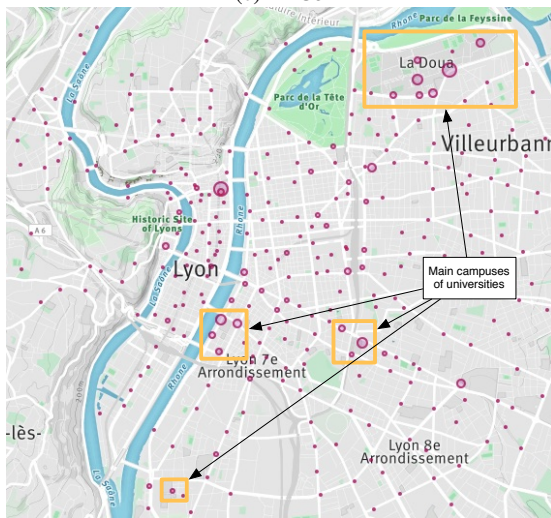 Rhône
Parc de la Feyssine
La Doua
La Saône
Parc de la Tête
d'Or
Villeurbann
A 6
Historic Site
of Lyons
Rhône
Lyon
Main campuses
of universities
La Saône
Lyon 7e
Arrondissement
Rhône
200m
-lès-
Lyon 8e
Arrondissement
La Saône